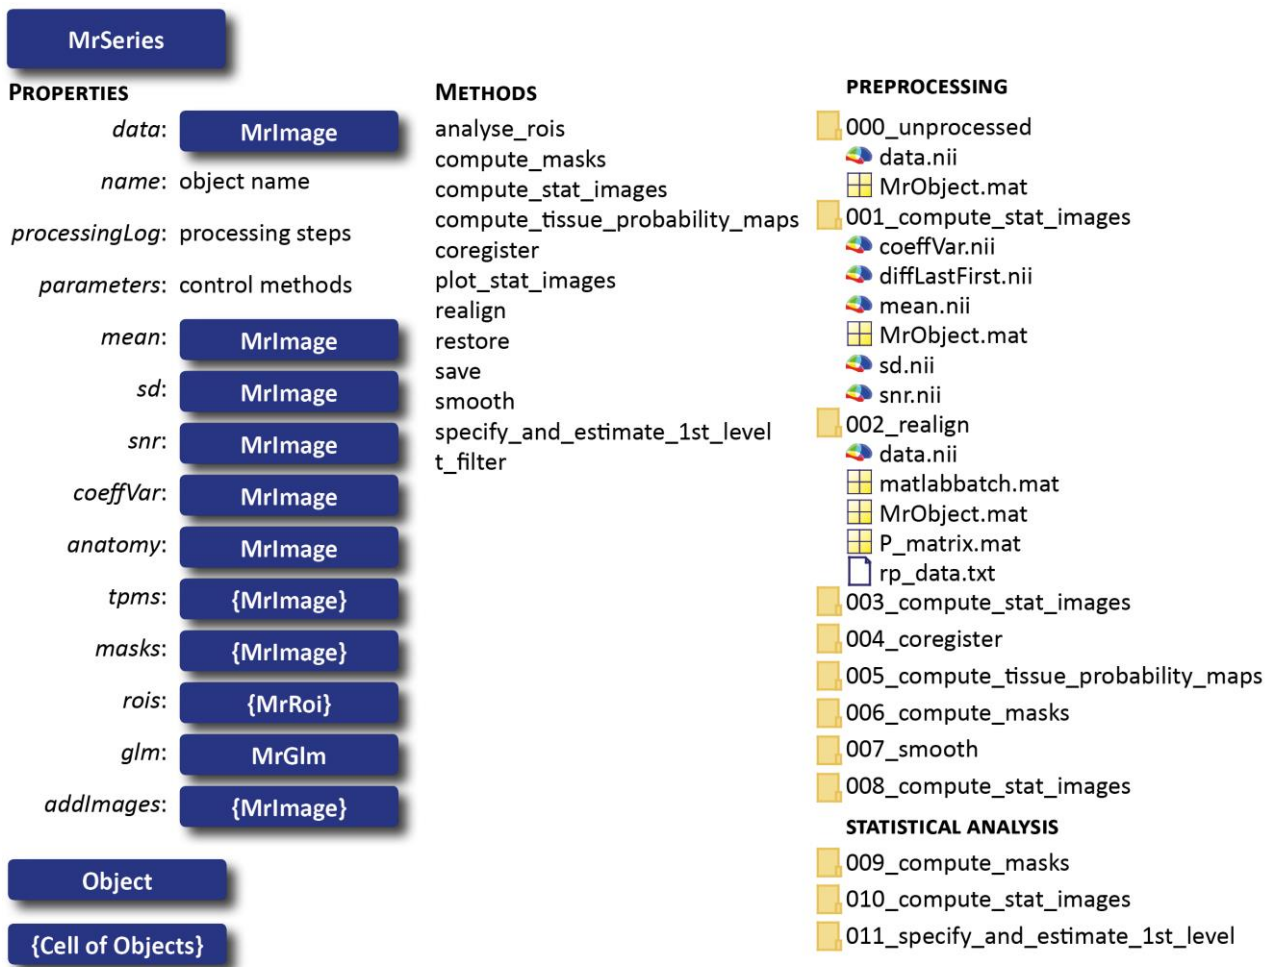 MrSeries
PROPERTIES
data: MrImage
name: object name
processingLog: processing steps
parameters: control methods
mean: MrImage
sd: MrImage
snr: MrImage
coeffVar: MrImage
anatomy: MrImage
tpms: {MrImage}
masks: {MrImage}
rois: {MrRoi}
glm: MrGlm
addImages: {MrImage}
Object
{Cell of Objects}
METHODS
analyse_rois
compute_masks
compute_stat_images
compute_tissue_probability_maps
coregister
plot_stat_images
realign
restore
save
smooth
specify_and_estimate_1st_level
t_filter
PREPROCESSING
000_unprocessed
data.nii
MrObject.mat
001_compute_stat_images
coeffVar.nii
diffLastFirst.nii
mean.nii
MrObject.mat
sd.nii
snr.nii
002_realign
data.nii
matlabbatch.mat
MrObject.mat
P_matrix.mat
rp_data.txt
003_compute_stat_images
004_coregister
005_compute_tissue_probability_maps
006_compute_masks
007_smooth
008_compute_stat_images
STATISTICAL ANALYSIS
009_compute_masks
010_compute_stat_images
011_specify_and_estimate_1st_level